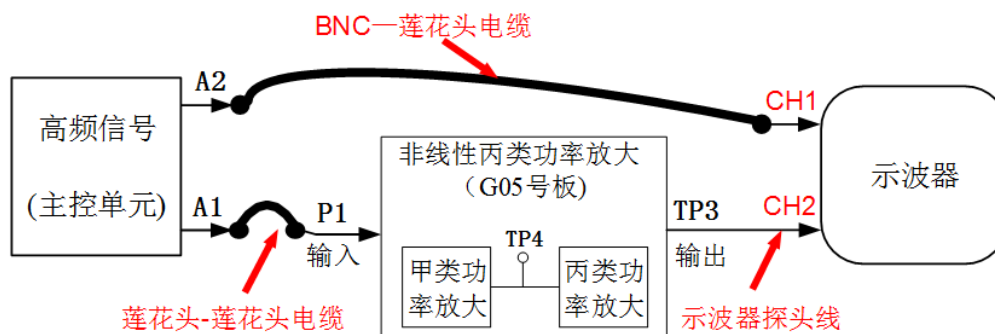 BNC—莲花头电缆
A2
CH1
高频信号
(主控单元)
非线性丙类功率放大
（G05号板）
示波器
A1
P1
输入
TP4
甲类功
率放大
丙类功
率放大
TP3
输出
CH2
莲花头-莲花头电缆
示波器探头线